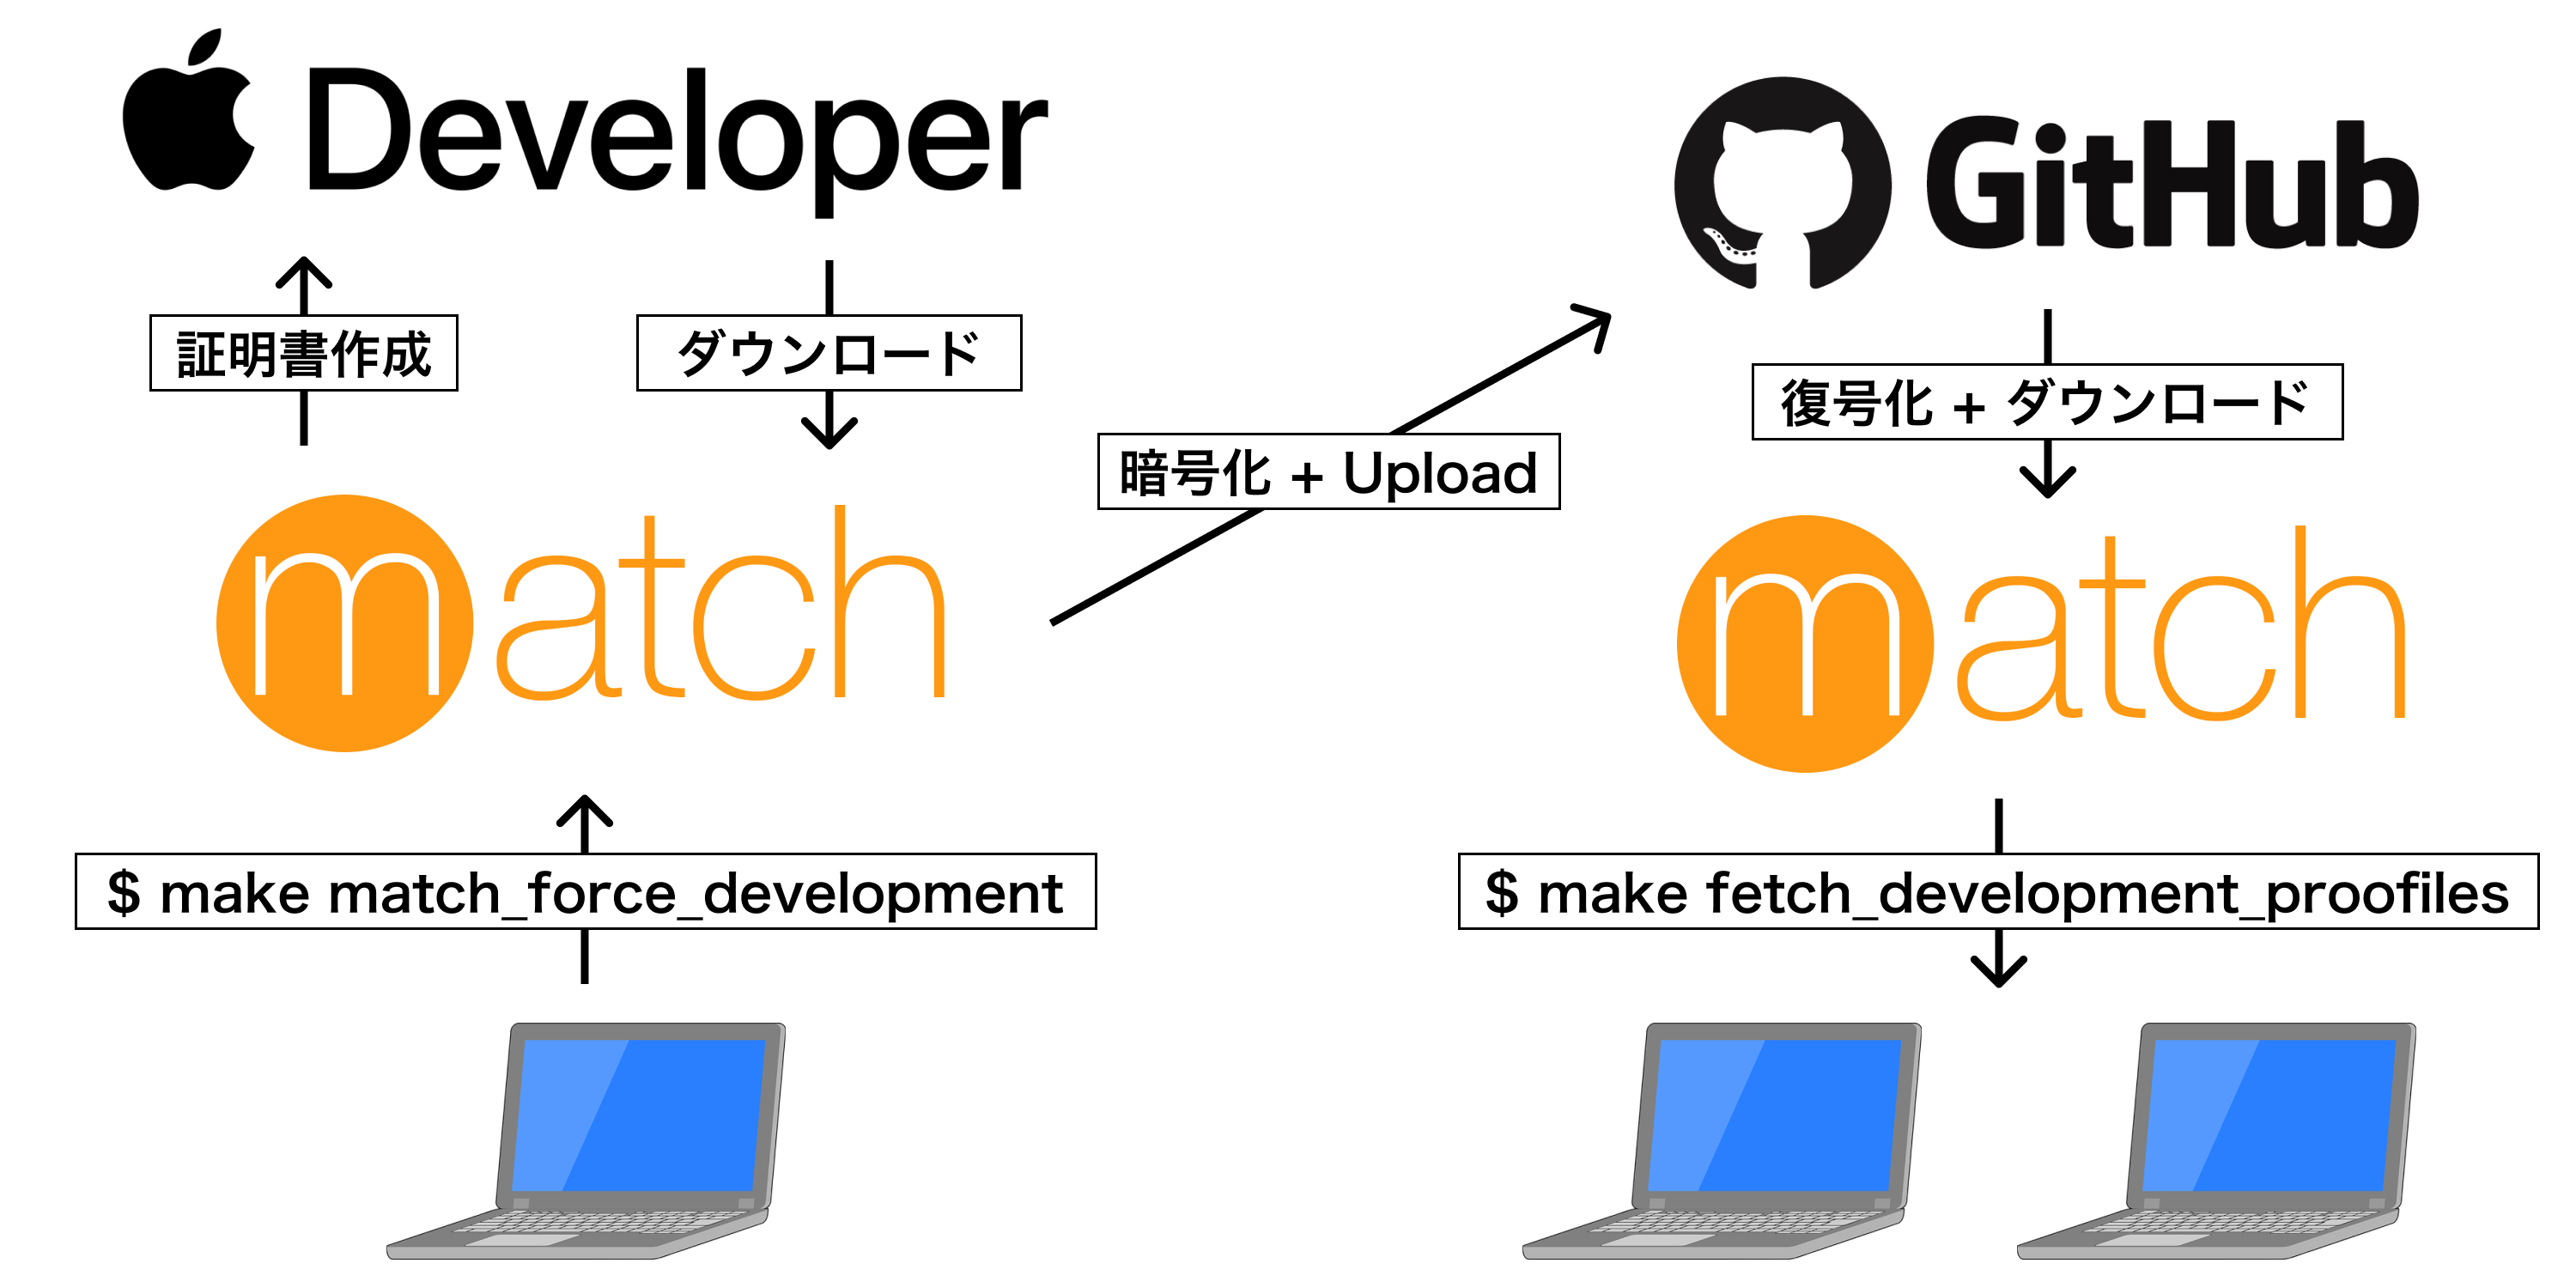 Developer
GitHub
証明書作成
ダウンロード
復号化 + ダウンロード
暗号化 + Upload
match
match
$ make match_force_development
$ make fetch_development_proofiles